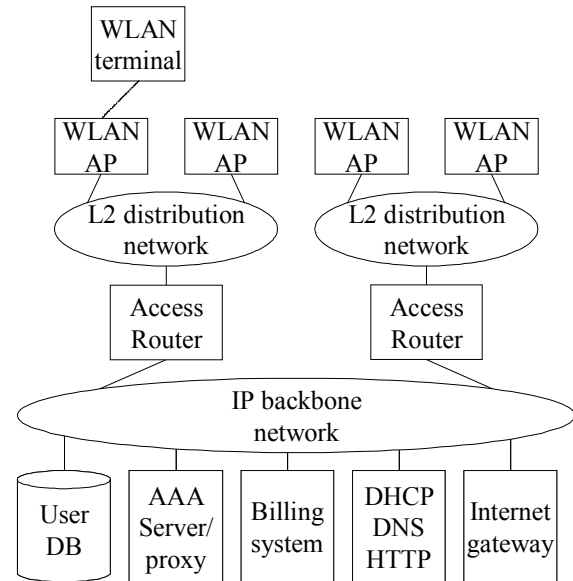 WLAN
terminal
WLAN
AP
WLAN
AP
WLAN
AP
WLAN
AP
L2 distribution
network
L2 distribution
network
Access
Router
Access
Router
IP backbone
network
User
DB
AAA
Server/
proxy
Billing
system
DHCP
DNS
HTTP
Internet
gateway